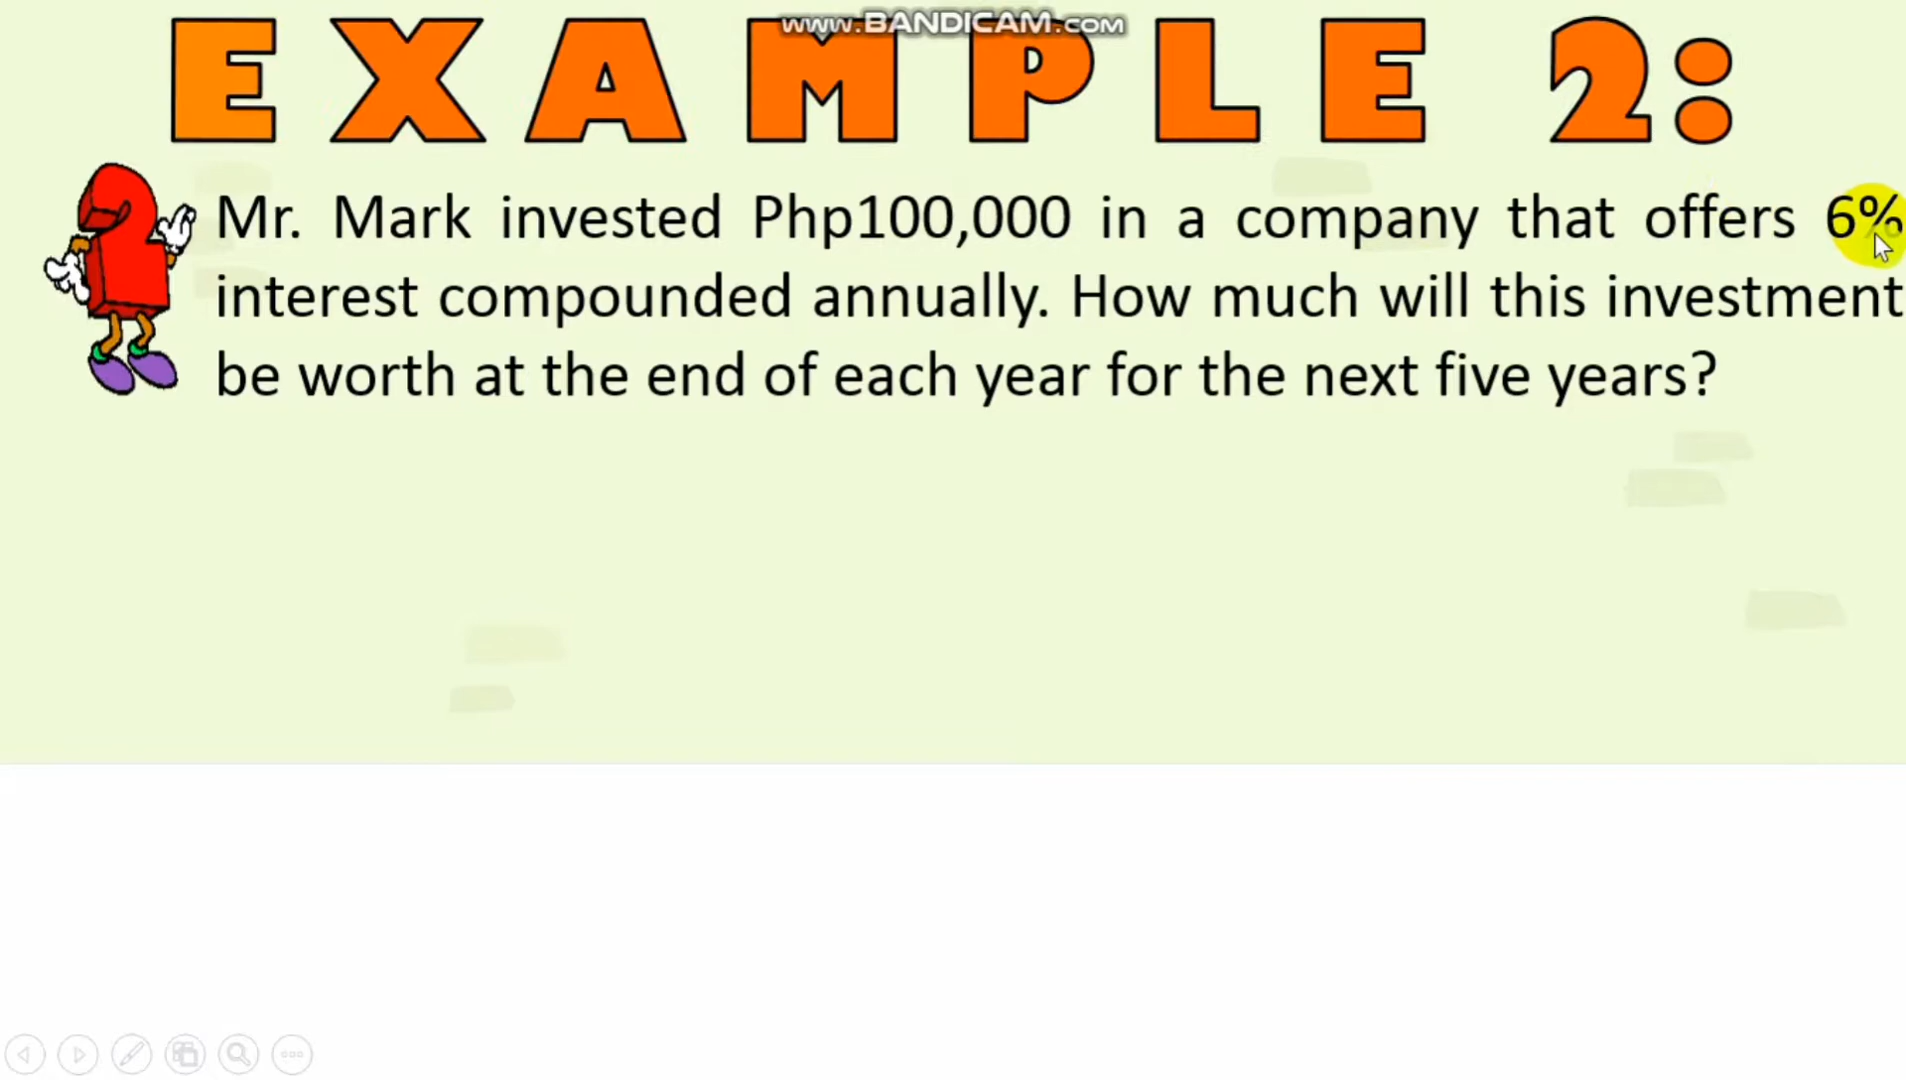 www.BANDICAM.com
EXAMPLE 2:
Mr. Mark invested Php100,000 in a company that offers 6%
interest compounded annually. How much will this investment
be worth at the end of each year for the next five years?